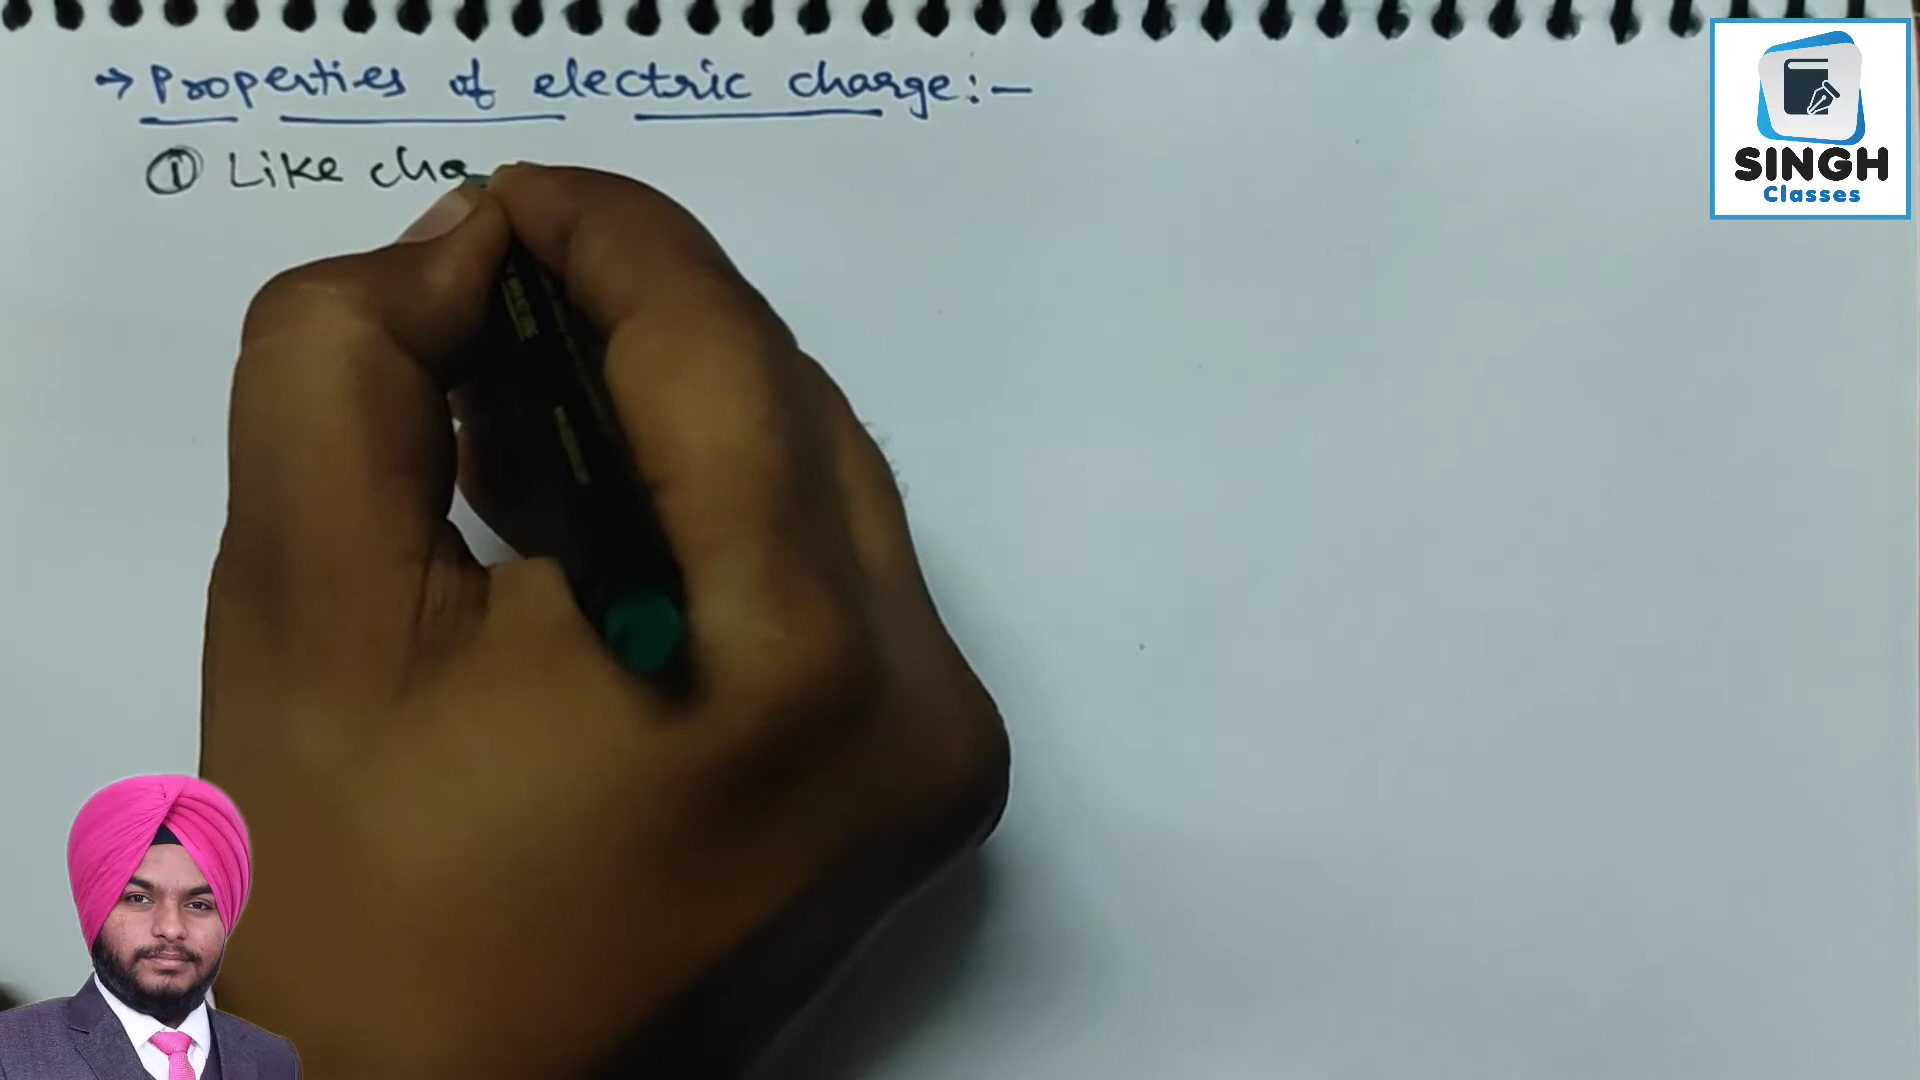 → Properties of electric charge:-
① Like cha
SINGH
Classes